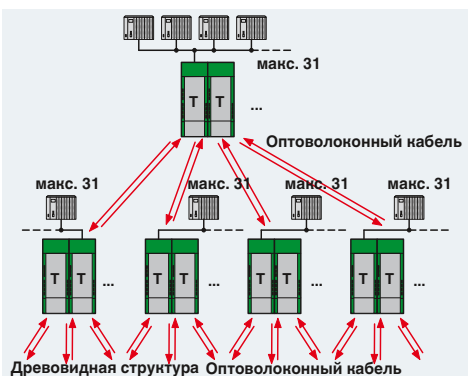 макс. 31
T T ...
Оптоволоконный кабель
макс. 31 макс. 31 макс. 31 макс. 31
T T ... T T ... T T ... T T ...
Древовидная структура Оптоволоконный кабель